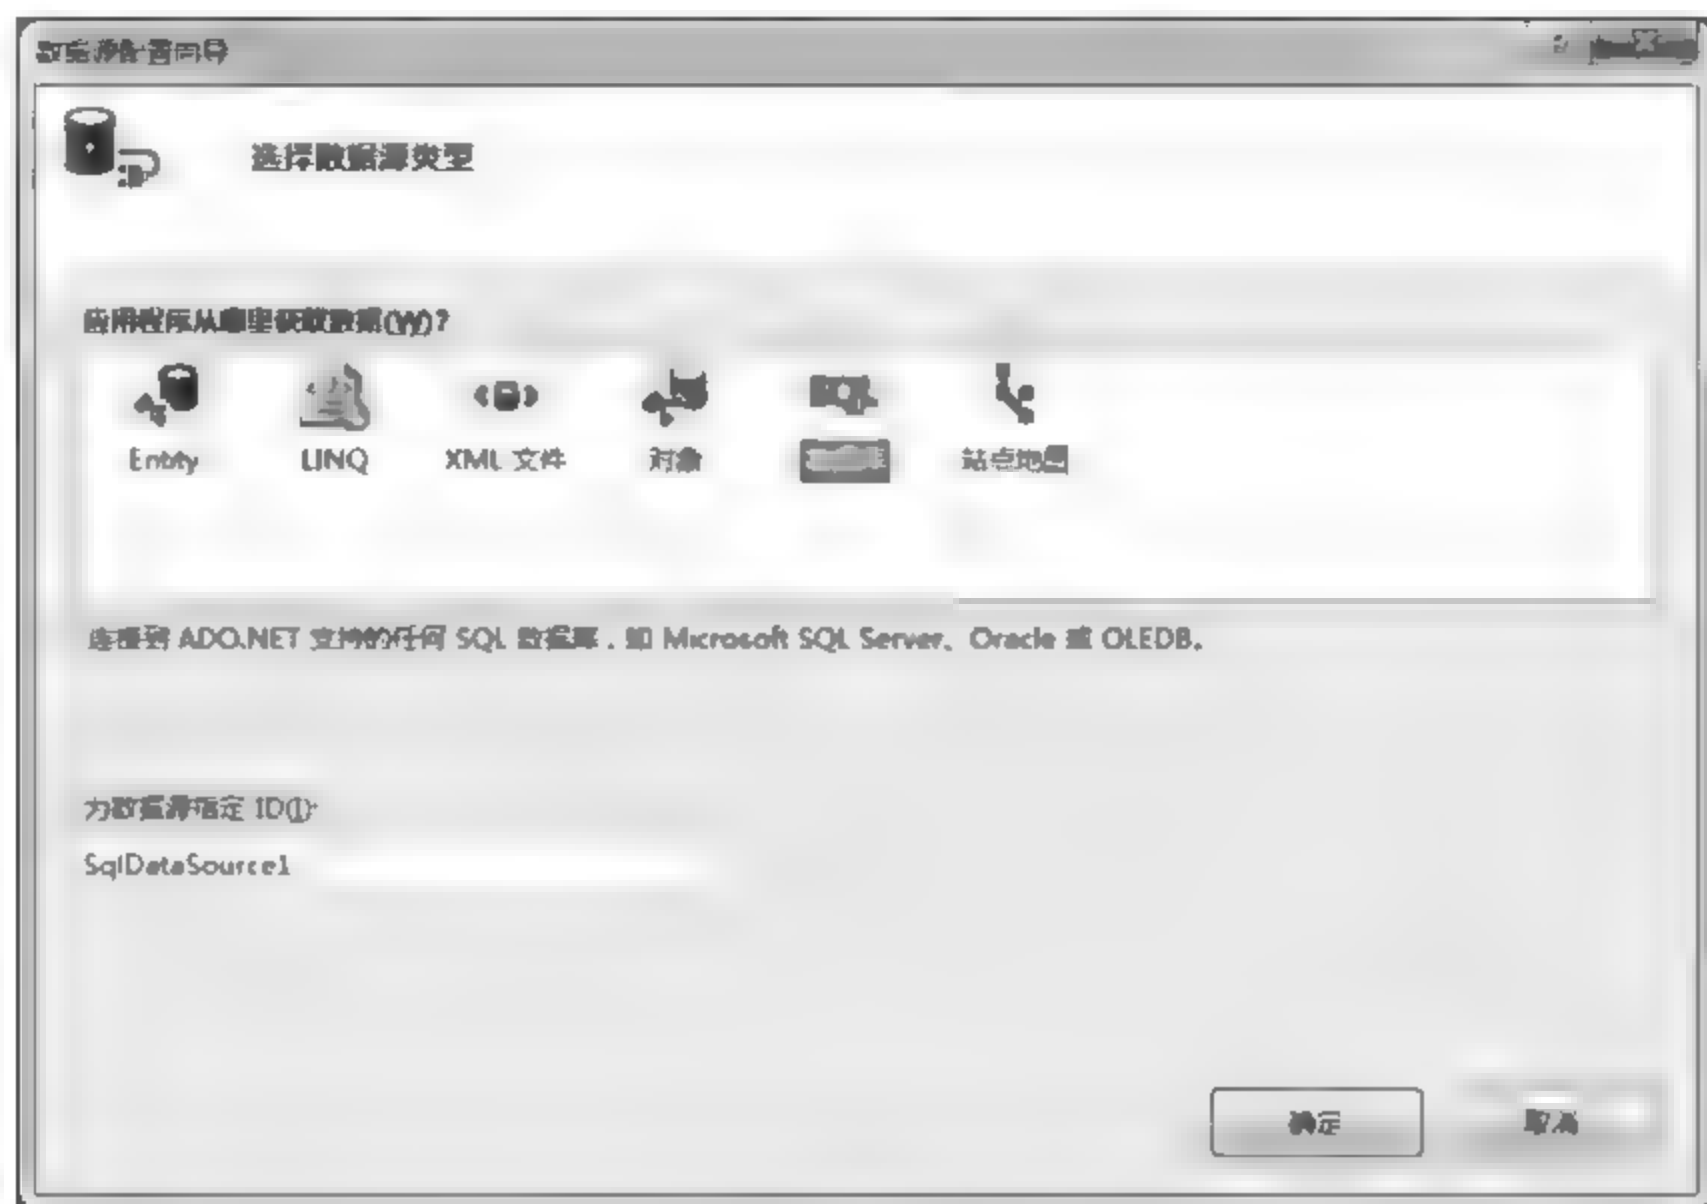 数据源配置向导
选择数据源类型
应用程序从哪里获取数据(W)?
Entity LINQ XML 文件 对象 站点地图
连接到 ADO.NET 支持的任何 SQL 数据库，如 Microsoft SQL Server、Oracle 或 OLEDB。
为数据源指定 ID(I):
SqlDataSource1
确定 取消